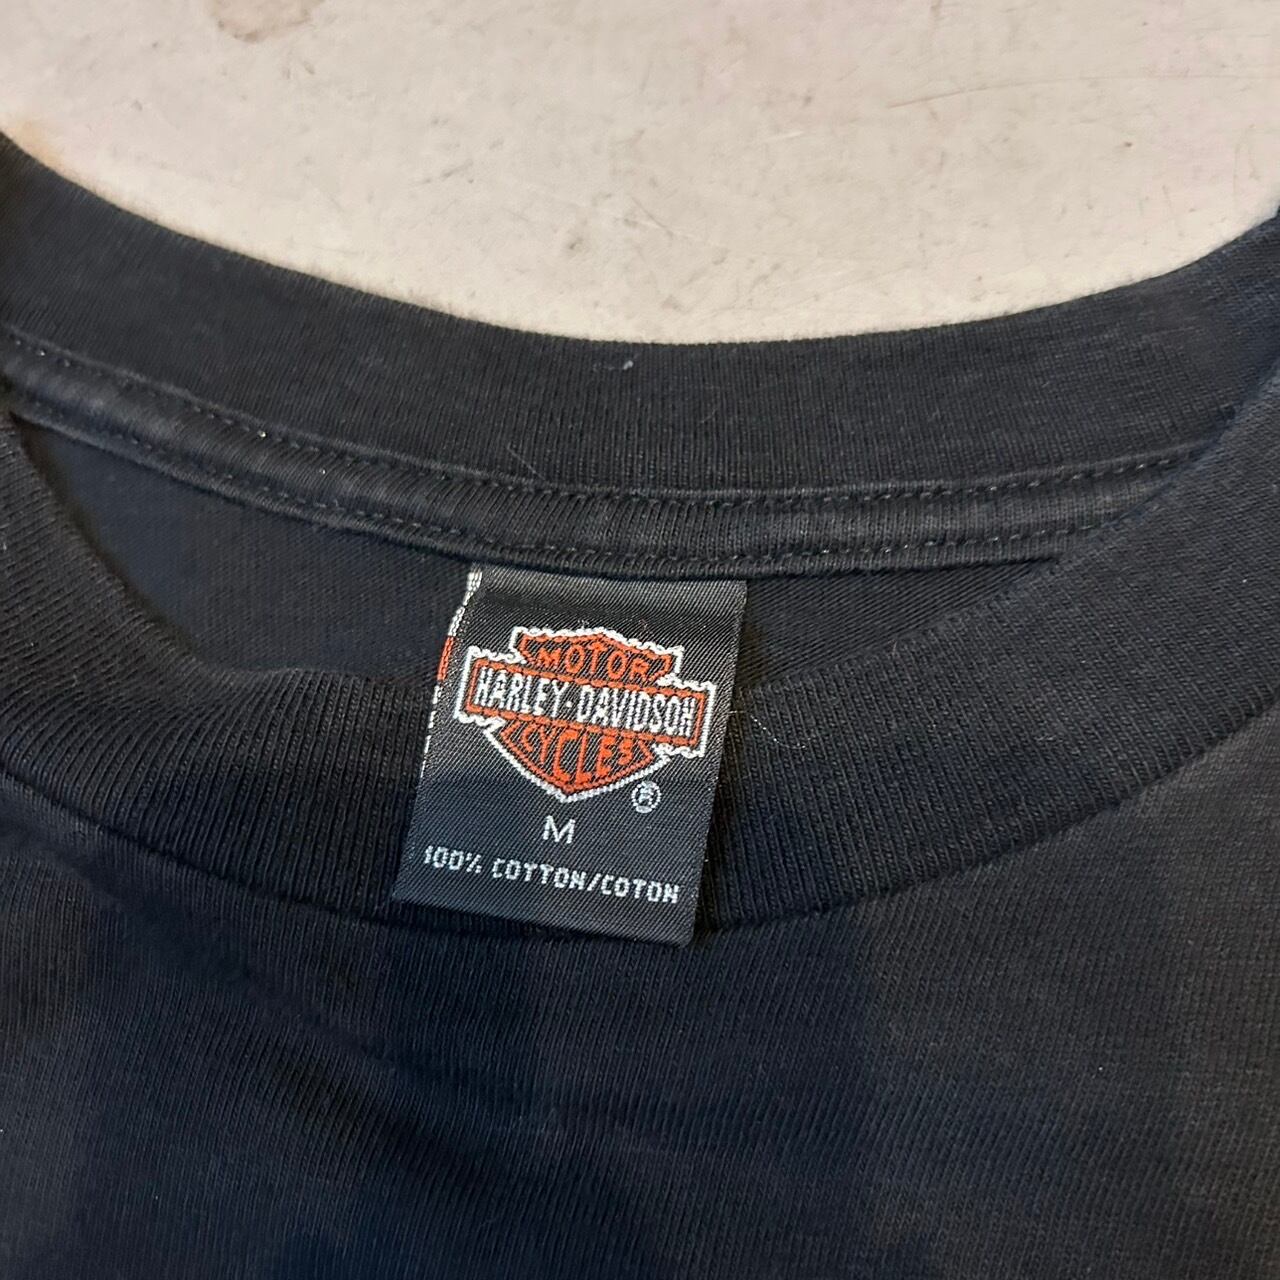 MOTOR
HARLEY-DAVIDSON
CYCLES
®
M
100% COTTON/COTON